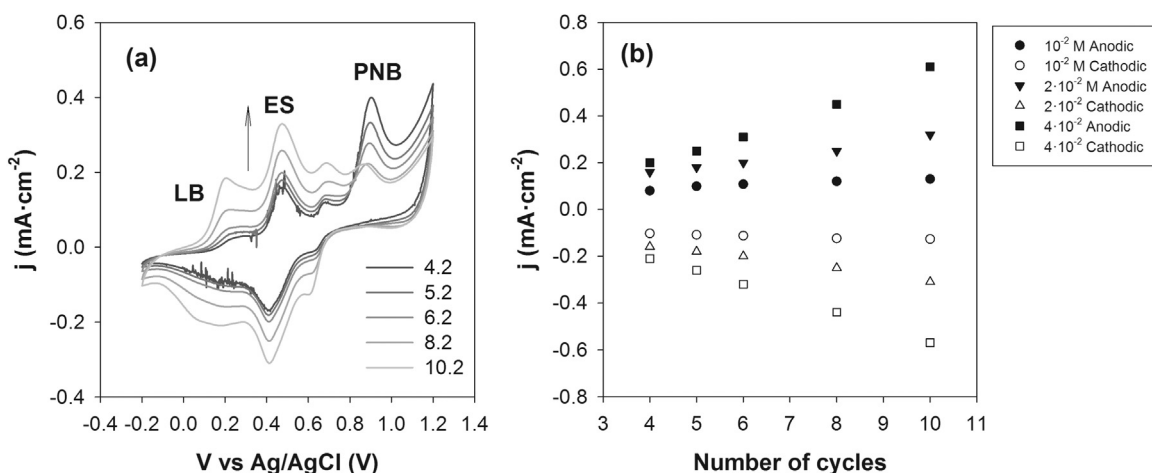 (a)
LB
ES
PNB
0.6
0.4
0.2
0.0
-0.2
-0.4
j (mA·cm-2)
-0.4 -0.2 0.0 0.2 0.4 0.6 0.8 1.0 1.2 1.4
V vs Ag/AgCl (V)
4.2
5.2
6.2
8.2
10.2
(b)
0.8
0.6
0.4
0.2
0.0
-0.2
-0.4
-0.6
-0.8
j (mA·cm-2)
3 4 5 6 7 8 9 10 11
Number of cycles
10-2 M Anodic
10-2 M Cathodic
2·10-2 M Anodic
2·10-2 Cathodic
4·10-2 Anodic
4·10-2 Cathodic